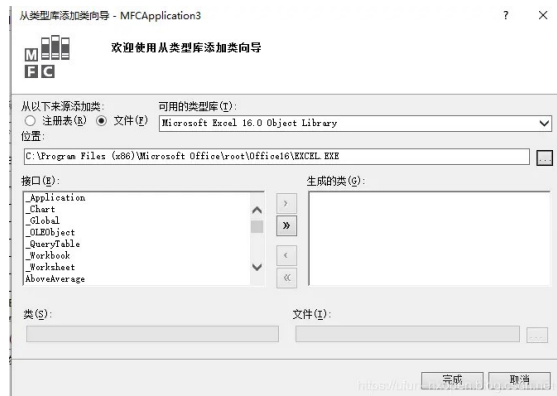 从类型库添加类向导 - MFCApplication3
? ×
MFC
欢迎使用从类型库添加类向导
从以下来源添加类:
可用的类型库(T):
注册表(R) 文件(F)
Microsoft Excel 16.0 Object Library
位置:
C:\Program Files (x86)\Microsoft Office\root\Office16\EXCEL.EXE
...
接口(E):
生成的类(G):
_Application
_Chart
_Global
_OLEObject
_QueryTable
_Workbook
_Worksheet
AboveAverage
>
»
<
«
类(S):
文件(I):
...
完成
取消